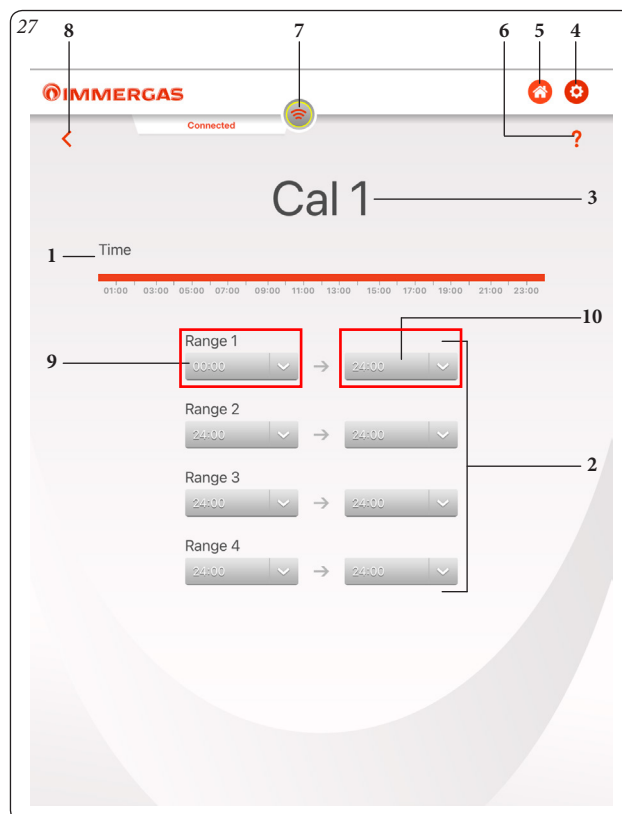 27 8 7 6 5 4
IMMERGAS
Connected
?
Cal 1 3
1 Time
01:00 03:00 05:00 07:00 09:00 11:00 13:00 15:00 17:00 19:00 21:00 23:00
10
Range 1
9 00:00 24:00
Range 2
24:00 24:00
2
Range 3
24:00 24:00
Range 4
24:00 24:00